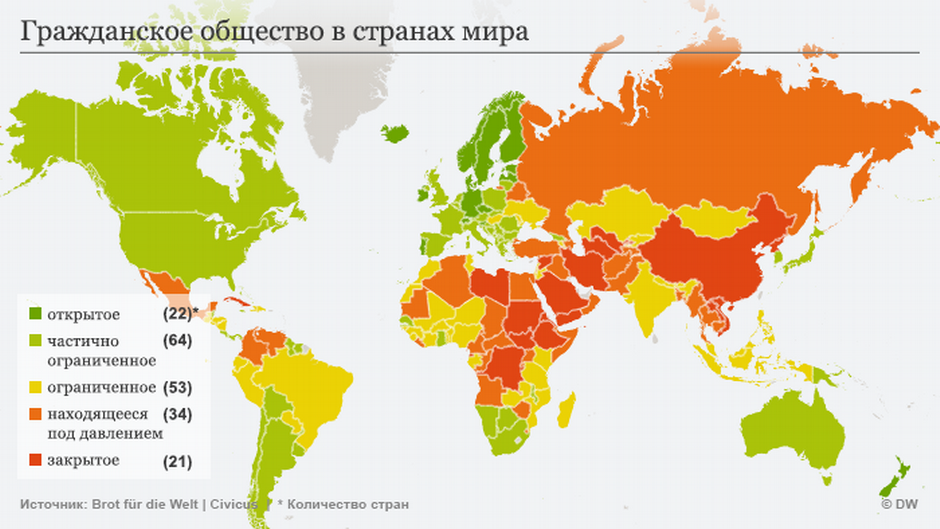 Гражданское общество в странах мира
открытое (22)*
частично (64)
ограниченное
ограниченное (53)
находящееся (34)
под давлением
закрытое (21)
Источник: Brot für die Welt | Civicus / * Количество стран
© DW